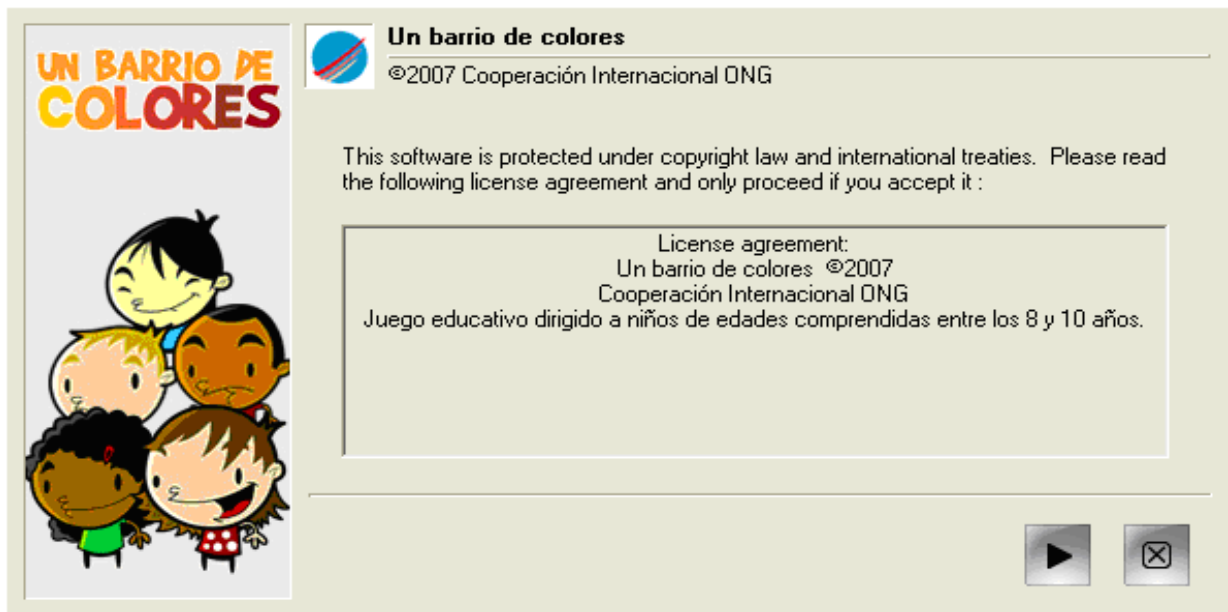 UN BARRIO DE
COLORES
Un barrio de colores
©2007 Cooperación Internacional ONG
This software is protected under copyright law and international treaties.  Please read
the following license agreement and only proceed if you accept it :
License agreement:
Un barrio de colores  ©2007
Cooperación Internacional ONG
Juego educativo dirigido a niños de edades comprendidas entre los 8 y 10 años.